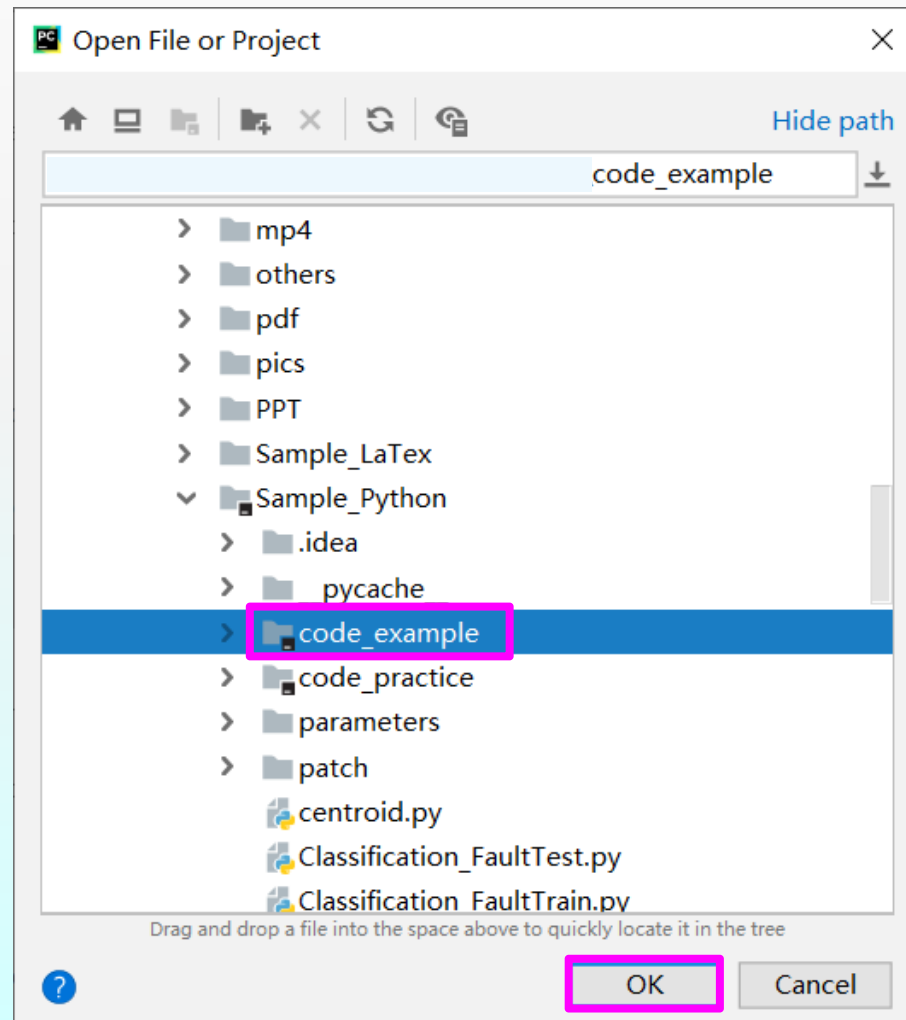 PC Open File or Project
Hide path
code_example
mp4
others
pdf
pics
PPT
Sample_LaTex
Sample_Python
.idea
__pycache__
code_example
code_practice
parameters
patch
centroid.py
Classification_FaultTest.py
Classification_FaultTrain.py
Drag and drop a file into the space above to quickly locate it in the tree
? OK Cancel